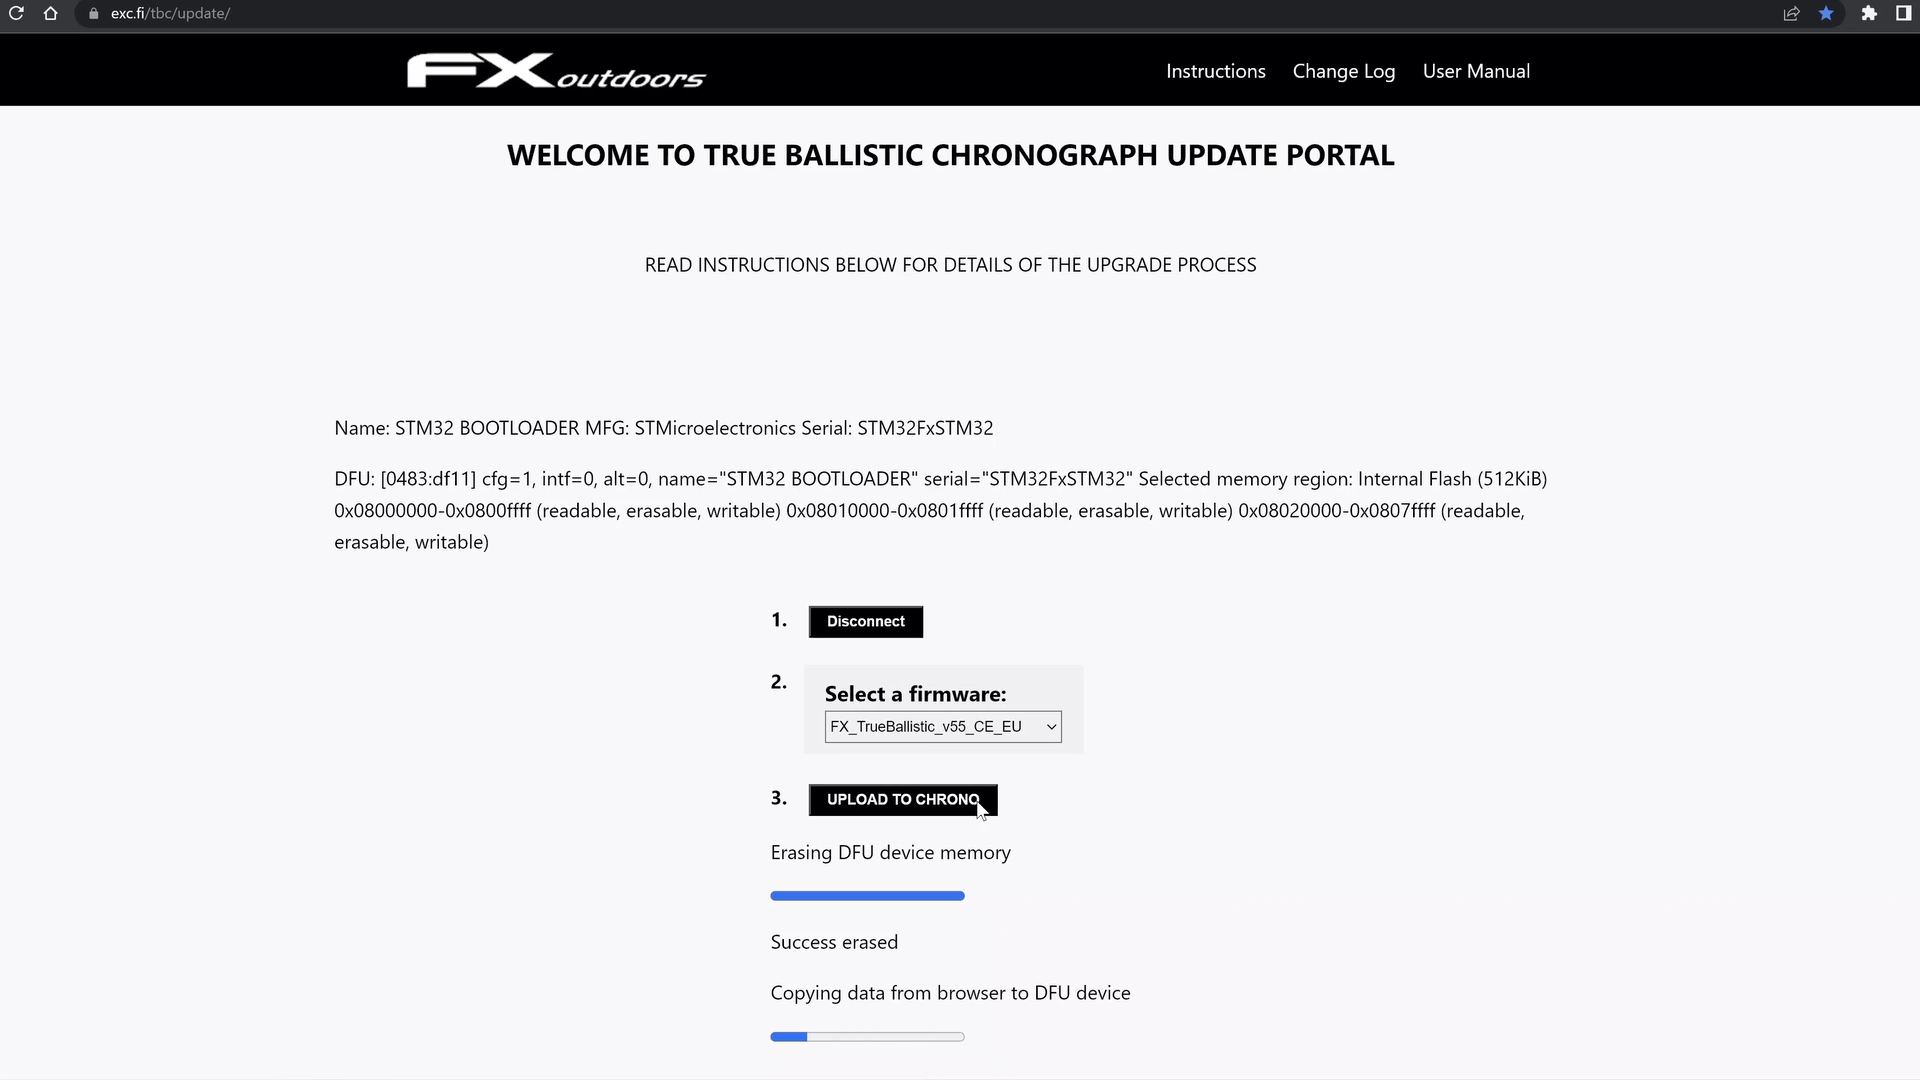 exc.fi/tbc/update/
FX outdoors
Instructions Change Log User Manual
WELCOME TO TRUE BALLISTIC CHRONOGRAPH UPDATE PORTAL
READ INSTRUCTIONS BELOW FOR DETAILS OF THE UPGRADE PROCESS
Name: STM32 BOOTLOADER MFG: STMicroelectronics Serial: STM32FxSTM32
DFU: [0483:df11] cfg=1, intf=0, alt=0, name="STM32 BOOTLOADER" serial="STM32FxSTM32" Selected memory region: Internal Flash (512KiB)
0x08000000-0x0800ffff (readable, erasable, writable) 0x08010000-0x0801ffff (readable, erasable, writable) 0x08020000-0x0807ffff (readable,
erasable, writable)
1. Disconnect
2. Select a firmware:
FX_TrueBallistic_v55_CE_EU
3. UPLOAD TO CHRONO
Erasing DFU device memory
Success erased
Copying data from browser to DFU device